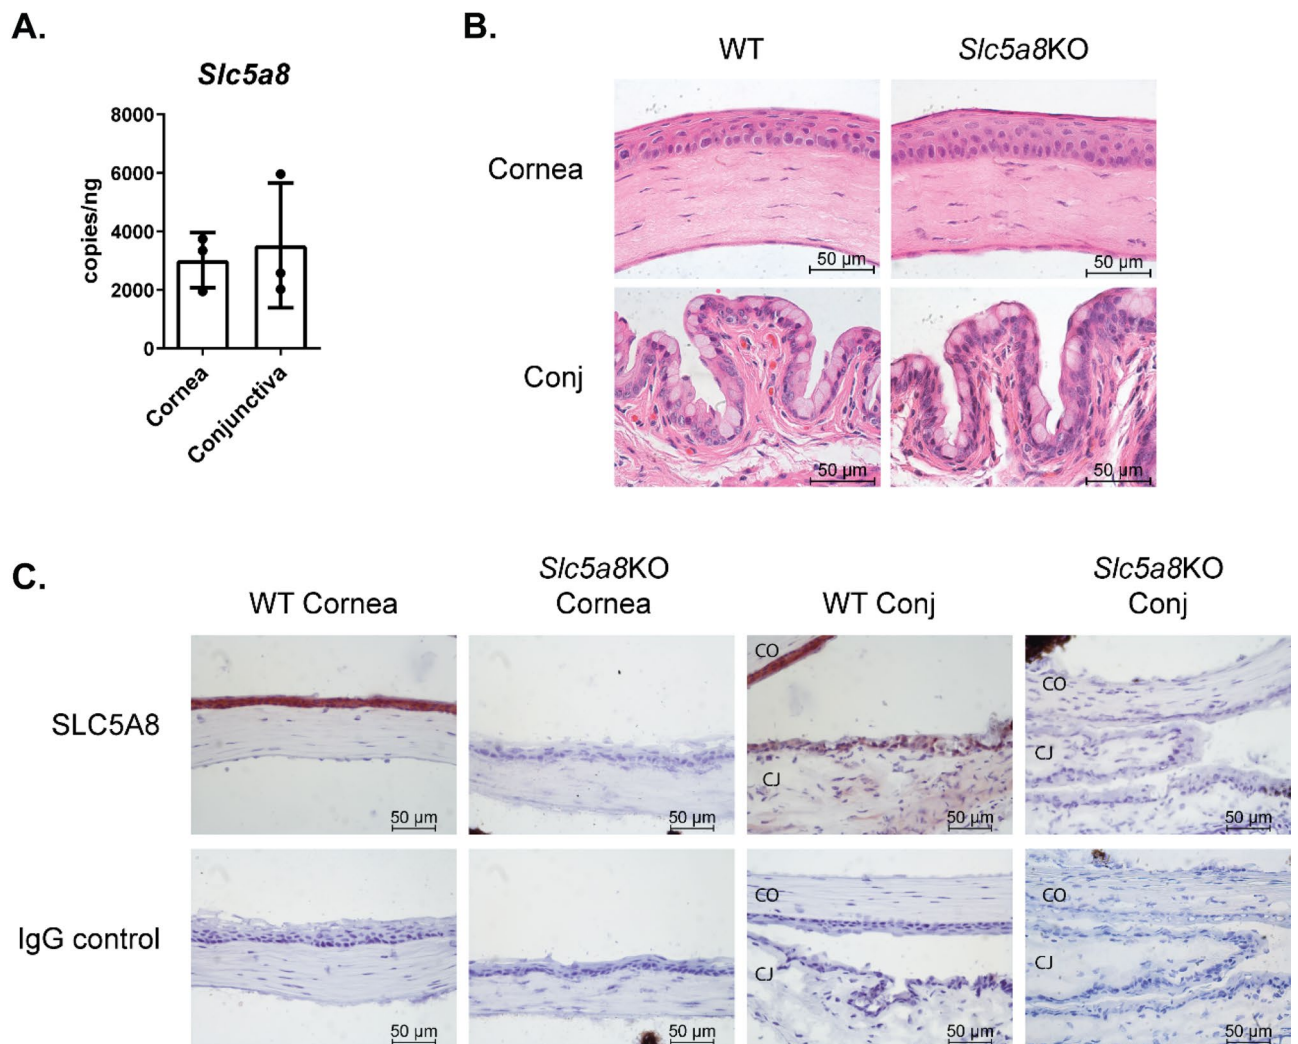 A.
Slc5a8
8000
6000
4000
2000
0
copies/ng
Cornea
Conjunctiva
B.
WT
Slc5a8KO
Cornea
50 µm
50 µm
Conj
50 µm
50 µm
C.
WT Cornea
Slc5a8KO
Cornea
WT Conj
Slc5a8KO
Conj
SLC5A8
50 µm
50 µm
CO
CJ
50 µm
CO
CJ
50 µm
IgG control
50 µm
50 µm
CO
CJ
50 µm
CO
CJ
50 µm